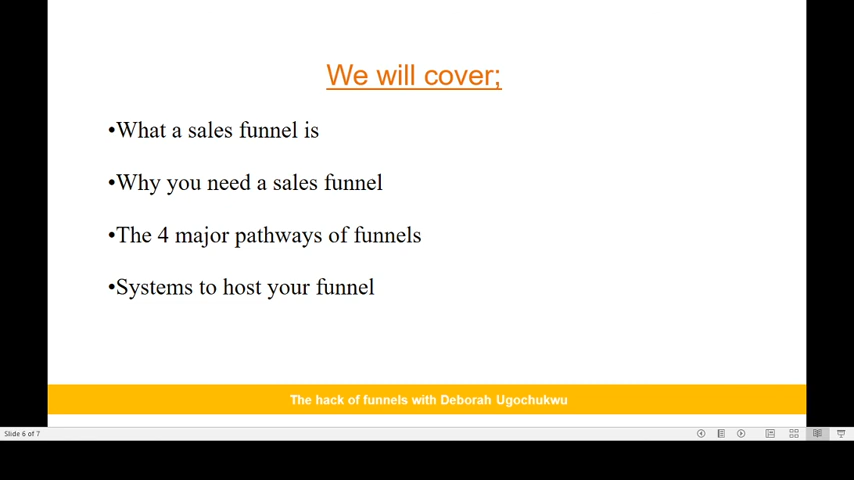 We will cover;
•What a sales funnel is
•Why you need a sales funnel
•The 4 major pathways of funnels
•Systems to host your funnel
The hack of funnels with Deborah Ugochukwu
Slide 6 of 7